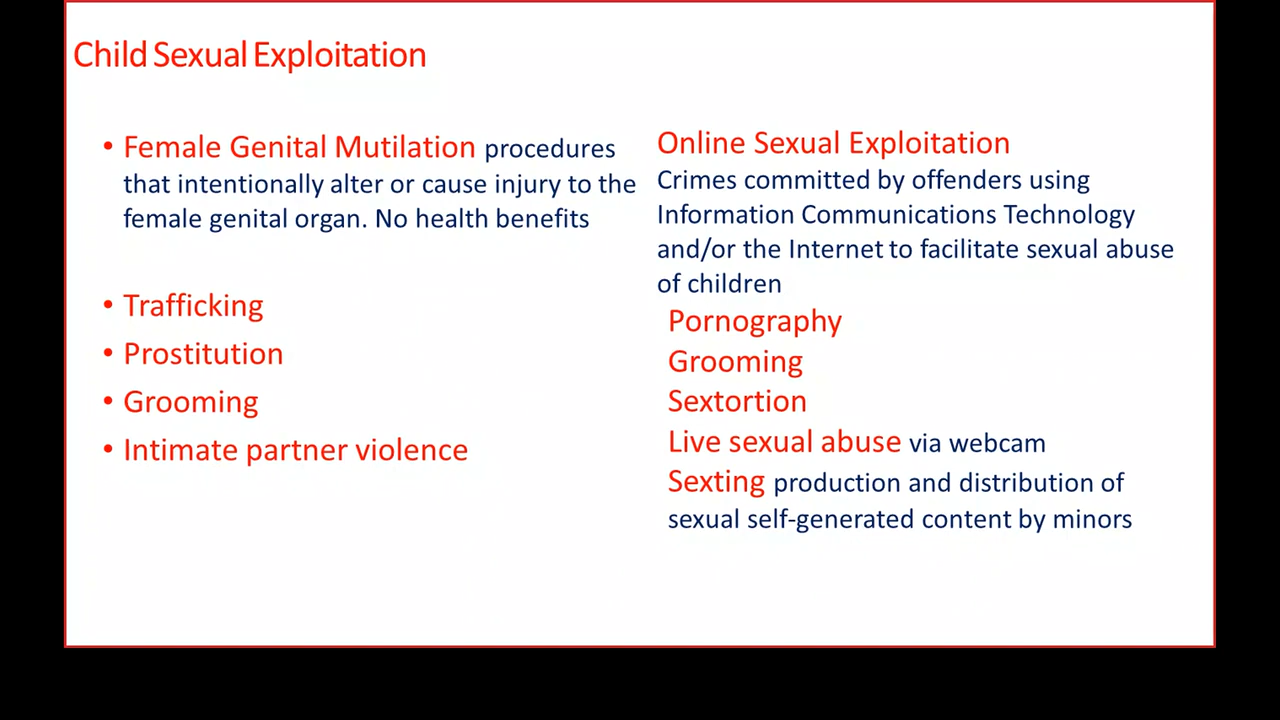 Child Sexual Exploitation
• Female Genital Mutilation procedures
that intentionally alter or cause injury to the
female genital organ. No health benefits
• Trafficking
• Prostitution
• Grooming
• Intimate partner violence
Online Sexual Exploitation
Crimes committed by offenders using
Information Communications Technology
and/or the Internet to facilitate sexual abuse
of children
Pornography
Grooming
Sextortion
Live sexual abuse via webcam
Sexting production and distribution of
sexual self-generated content by minors